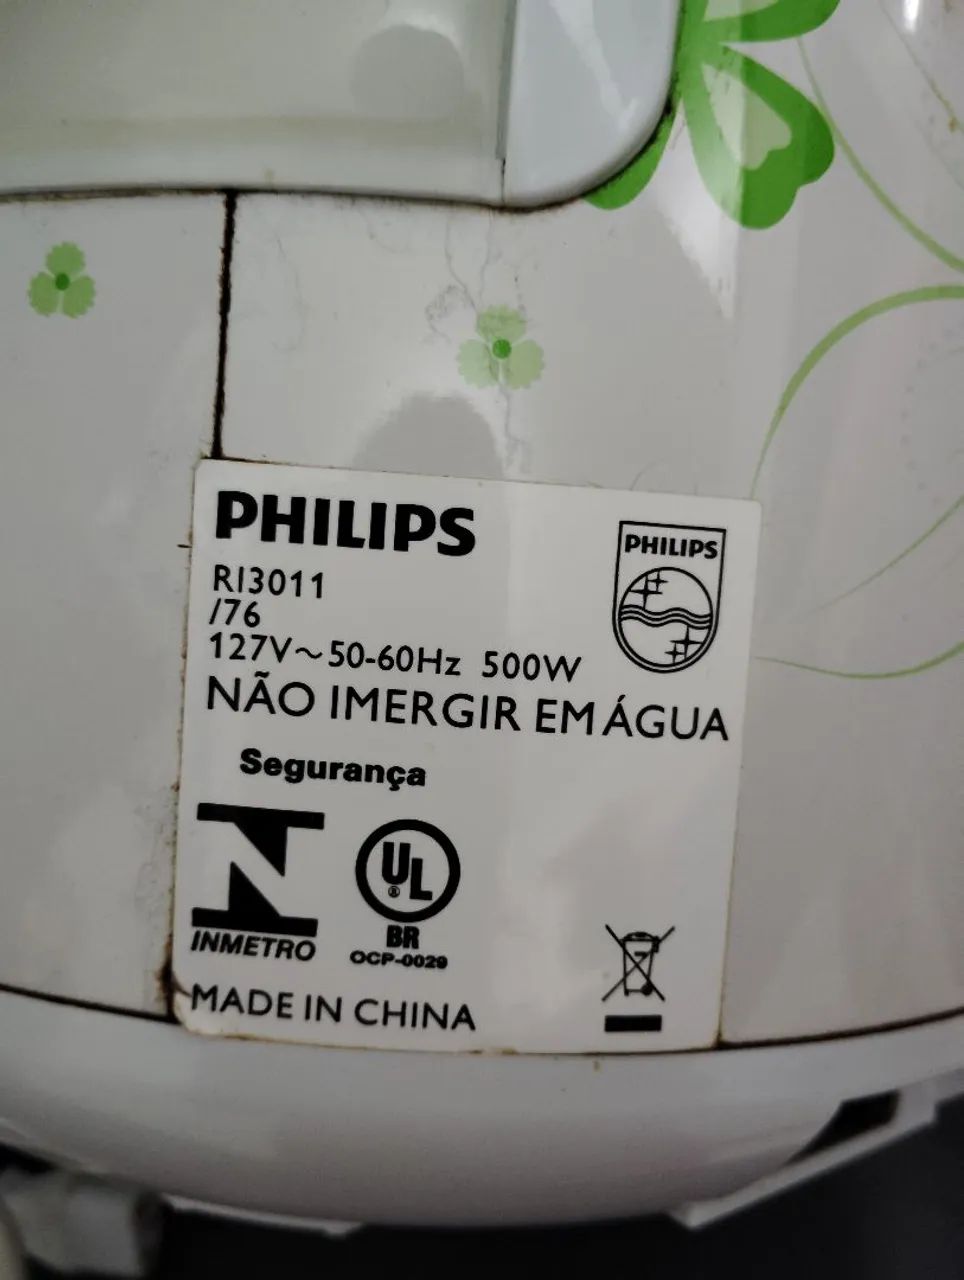 PHILIPS
PHILIPS
RI3011
/76
127V~50-60Hz 500W
NÃO IMERGIR EM ÁGUA
Segurança
UL
®
BR
INMETRO
OCP-0029
MADE IN CHINA